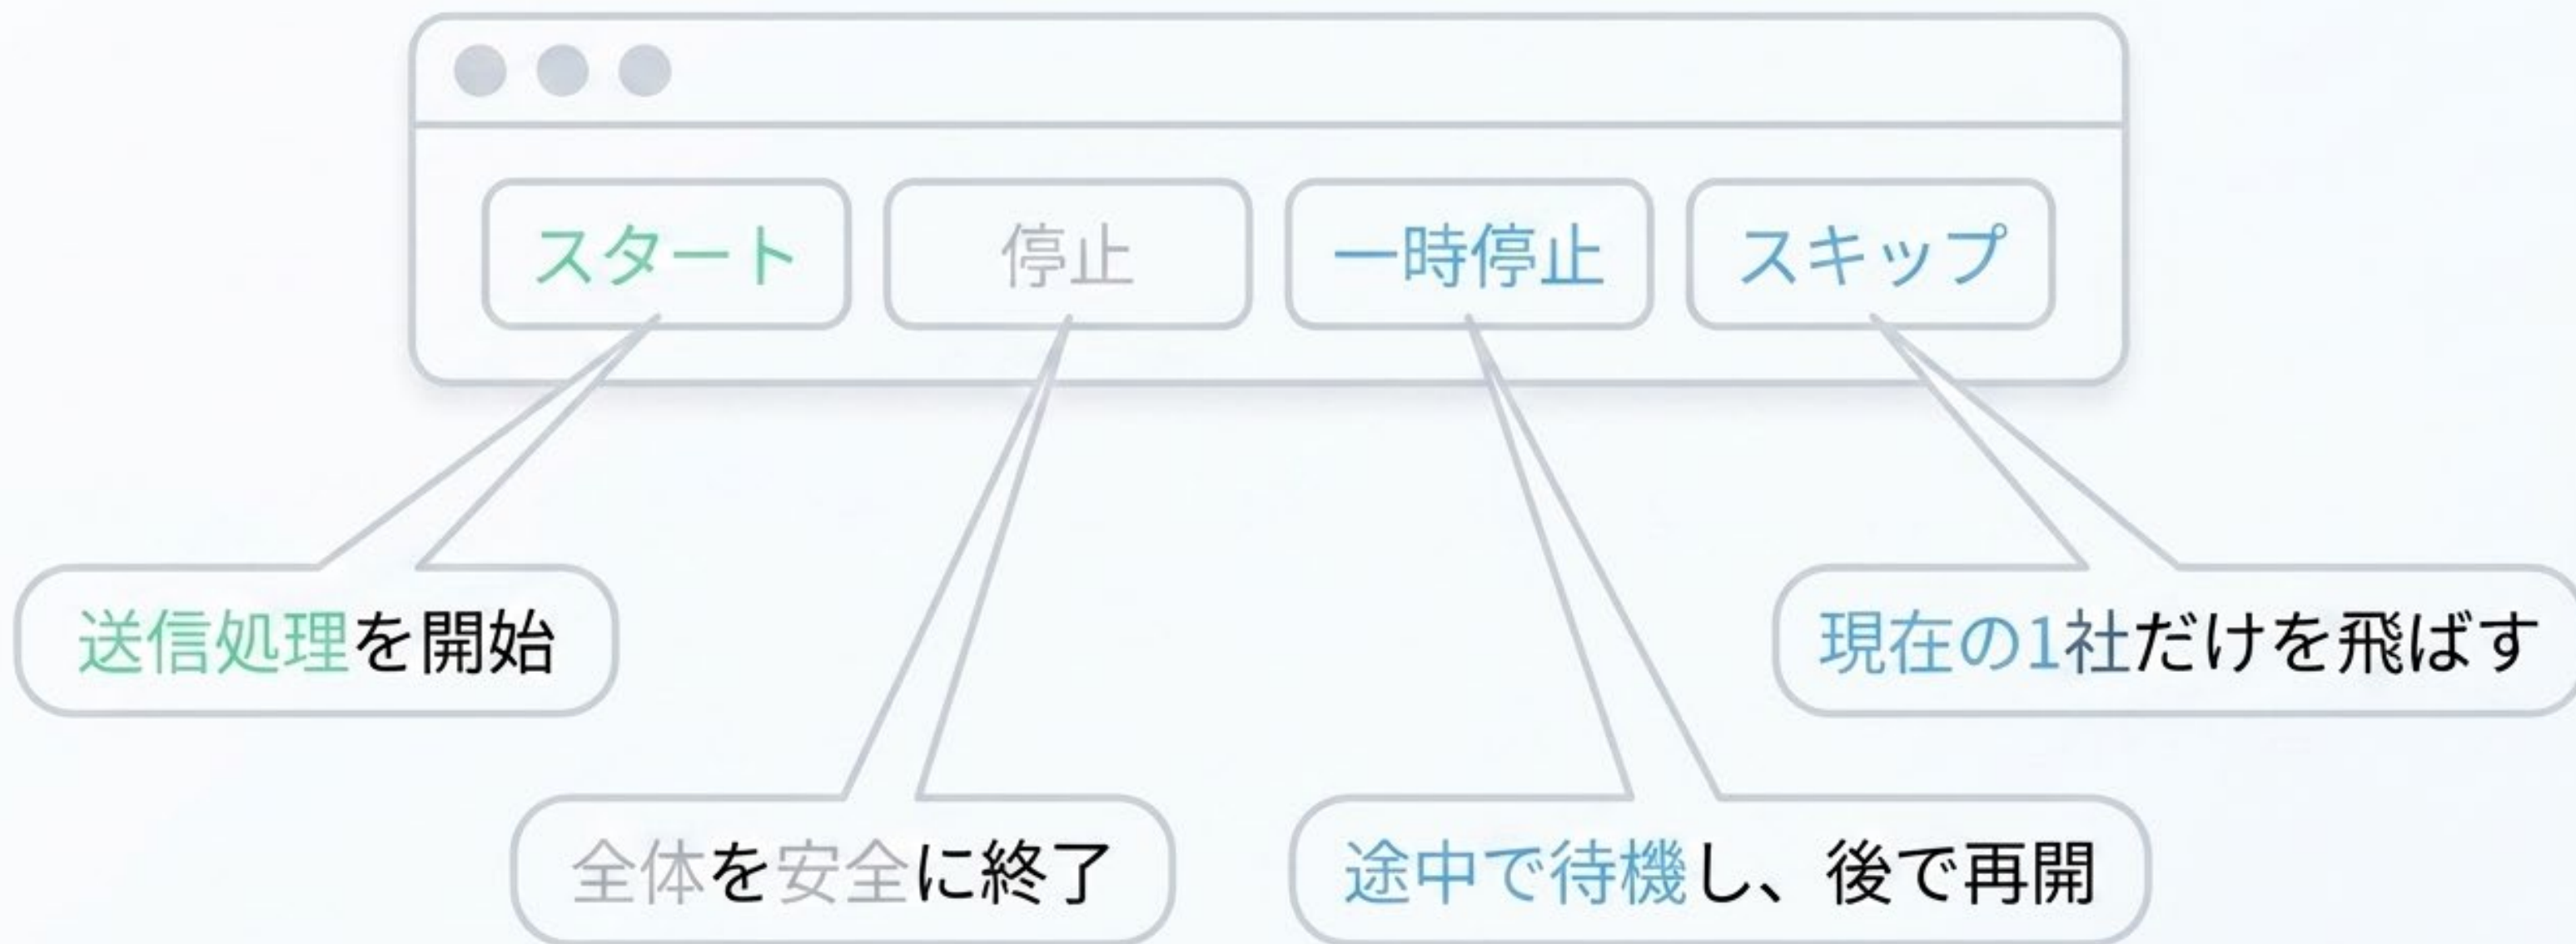 スタート
停止
一時停止
スキップ
送信処理を開始
現在の1社だけを飛ばす
全体を安全に終了
途中で待機し、後で再開